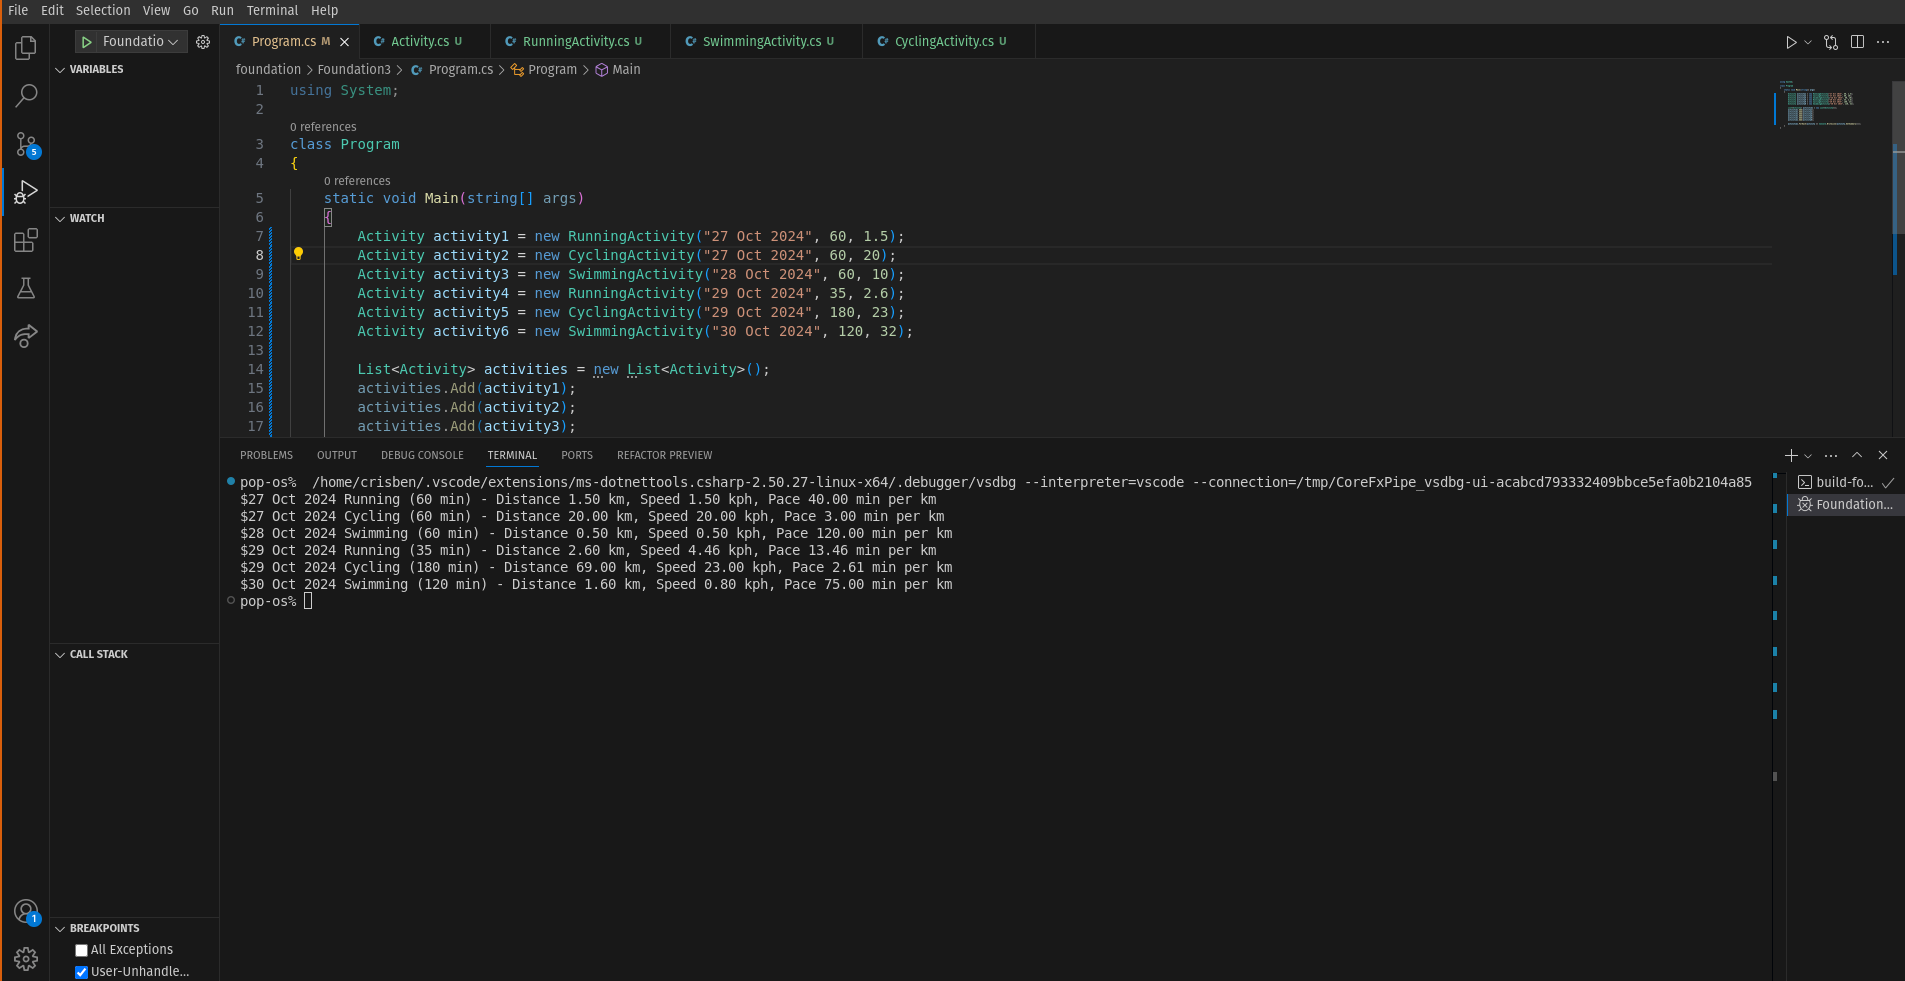 File Edit Selection View Go Run Terminal Help
Foundatio
Program.cs M
Activity.cs U
RunningActivity.cs U
SwimmingActivity.cs U
CyclingActivity.cs U
VARIABLES
foundation > Foundation3 > Program.cs > Program > Main
1 using System;
2
0 references
3 class Program
4 {
0 references
5 static void Main(string[] args)
6 {
7 Activity activity1 = new RunningActivity("27 Oct 2024", 60, 1.5);
8 Activity activity2 = new CyclingActivity("27 Oct 2024", 60, 20);
9 Activity activity3 = new SwimmingActivity("28 Oct 2024", 60, 10);
10 Activity activity4 = new RunningActivity("29 Oct 2024", 35, 2.6);
11 Activity activity5 = new CyclingActivity("29 Oct 2024", 180, 23);
12 Activity activity6 = new SwimmingActivity("30 Oct 2024", 120, 32);
13
14 List<Activity> activities = new List<Activity>();
15 activities.Add(activity1);
16 activities.Add(activity2);
17 activities.Add(activity3);
5
WATCH
CALL STACK
BREAKPOINTS
All Exceptions
User-Unhandle...
1
PROBLEMS OUTPUT DEBUG CONSOLE TERMINAL PORTS REFACTOR PREVIEW
pop-os% /home/crisben/.vscode/extensions/ms-dotnettools.csharp-2.50.27-linux-x64/.debugger/vsdbg --interpreter=vscode --connection=/tmp/CoreFxPipe_vsdbg-ui-acabcd793332409bbce5efa0b2104a85
$27 Oct 2024 Running (60 min) - Distance 1.50 km, Speed 1.50 kph, Pace 40.00 min per km
$27 Oct 2024 Cycling (60 min) - Distance 20.00 km, Speed 20.00 kph, Pace 3.00 min per km
$28 Oct 2024 Swimming (60 min) - Distance 0.50 km, Speed 0.50 kph, Pace 120.00 min per km
$29 Oct 2024 Running (35 min) - Distance 2.60 km, Speed 4.46 kph, Pace 13.46 min per km
$29 Oct 2024 Cycling (180 min) - Distance 69.00 km, Speed 23.00 kph, Pace 2.61 min per km
$30 Oct 2024 Swimming (120 min) - Distance 1.60 km, Speed 0.80 kph, Pace 75.00 min per km
pop-os%
build-fo...
Foundation...